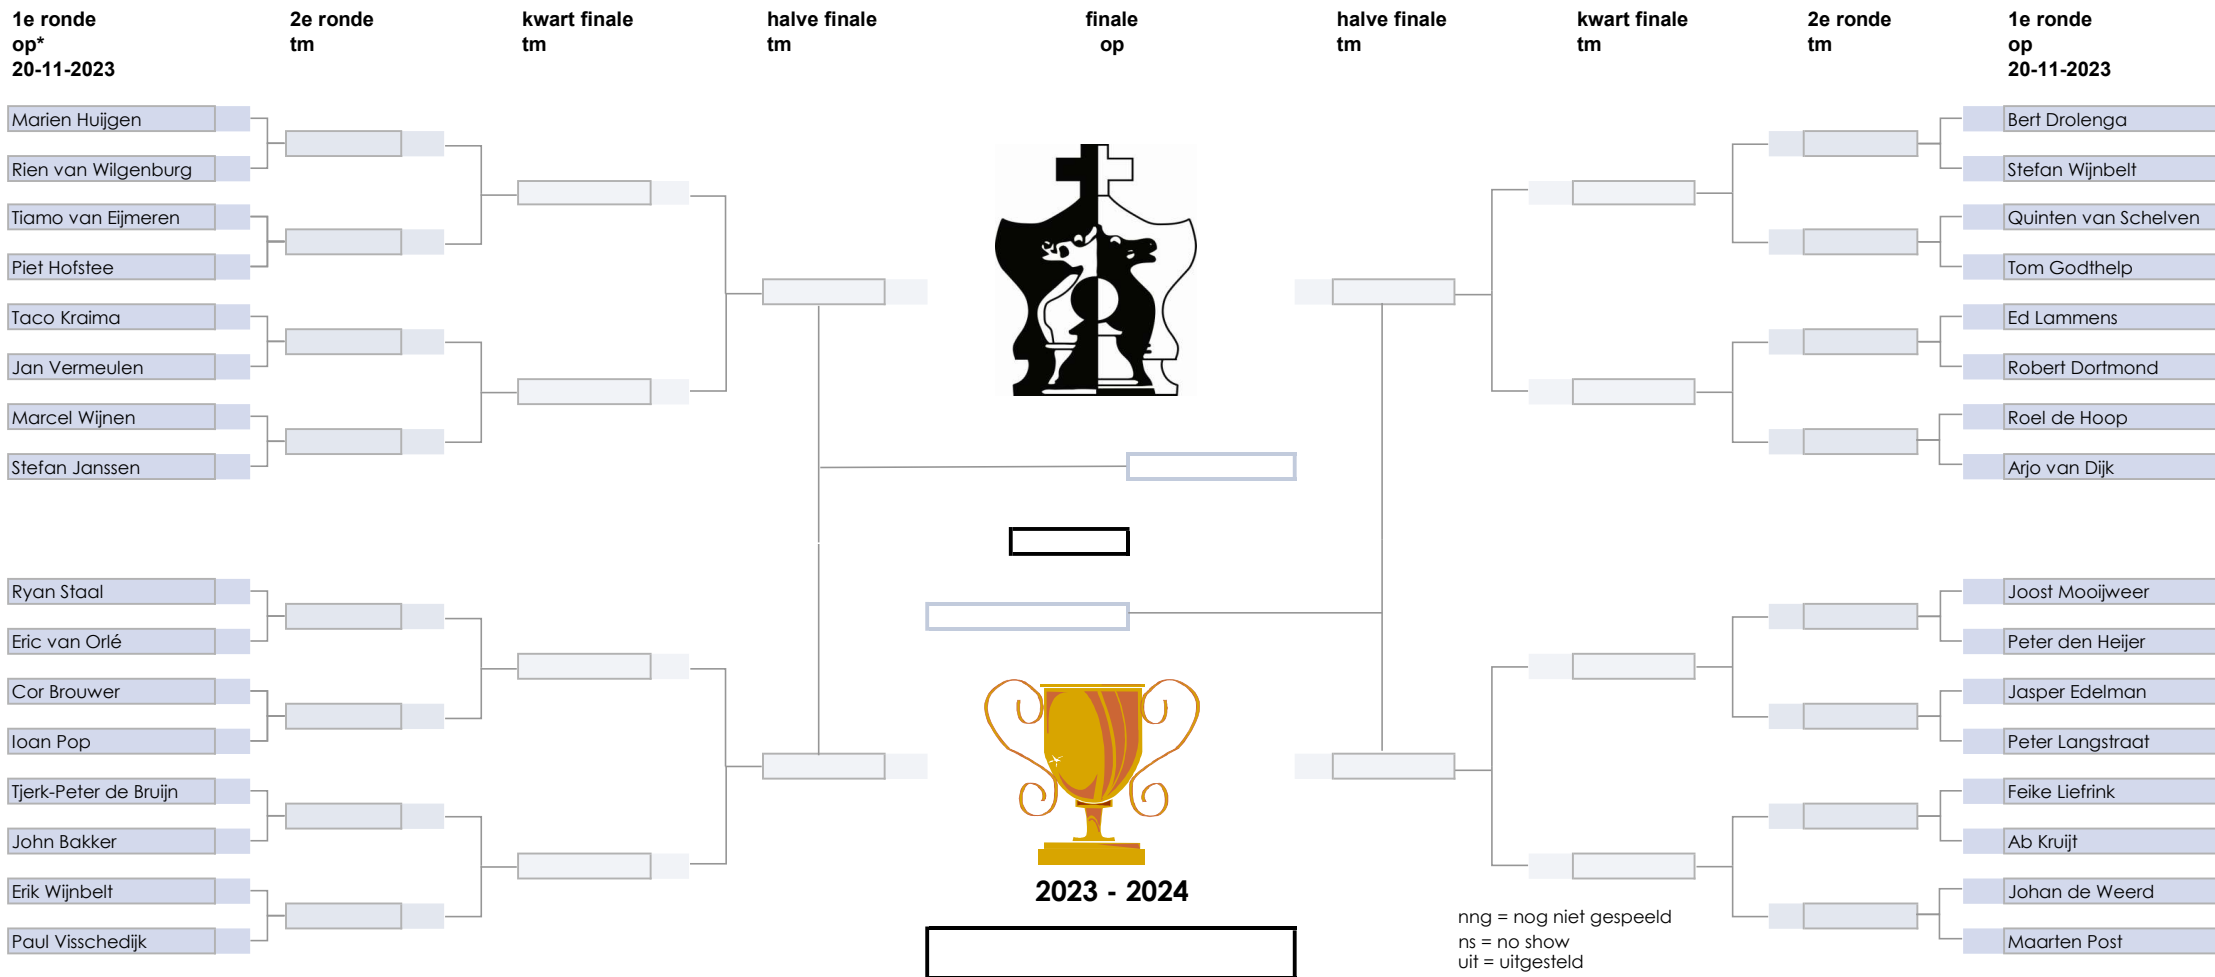 1e ronde
op*
20-11-2023
2e ronde
tm
kwart finale
tm
halve finale
tm
finale
op
halve finale
tm
kwart finale
tm
2e ronde
tm
1e ronde
op
20-11-2023
Marien Huijgen
Rien van Wilgenburg
Tiamo van Eijmeren
Piet Hofstee
Taco Kraima
Jan Vermeulen
Marcel Wijnen
Stefan Janssen
Ryan Staal
Eric van Orlé
Cor Brouwer
Ioan Pop
Tjerk-Peter de Bruijn
John Bakker
Erik Wijnbelt
Paul Visschedijk
Bert Drolenga
Stefan Wijnbelt
Quinten van Schelven
Tom Godthelp
Ed Lammens
Robert Dortmond
Roel de Hoop
Arjo van Dijk
Joost Mooijweer
Peter den Heijer
Jasper Edelman
Peter Langstraat
Feike Liefrink
Ab Kruijt
Johan de Weerd
Maarten Post
2023 - 2024
nng = nog niet gespeeld
ns = no show
uit = uitgesteld